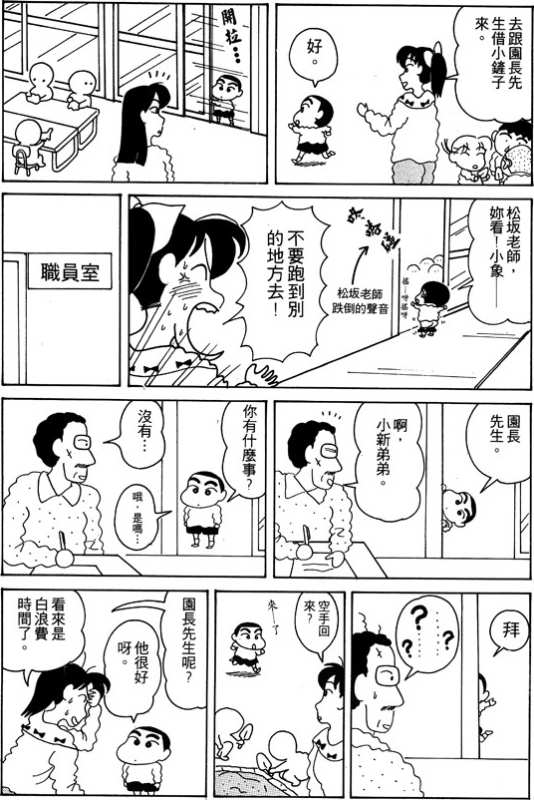 去跟園長先
生借小鏟子
來。
好。
開拉…
松坂老師，
妳看！小象——
松坂老師
跌倒的聲音
不要跑到別
的地方去！
職員室
園長
先生。
啊，
小新弟弟。
你有什麼事？
沒有…
哦，是嗎…
拜
？？？
空手回
來？
來了
園長先生呢？
他很好
呀。
看來是
白浪費
時間了。